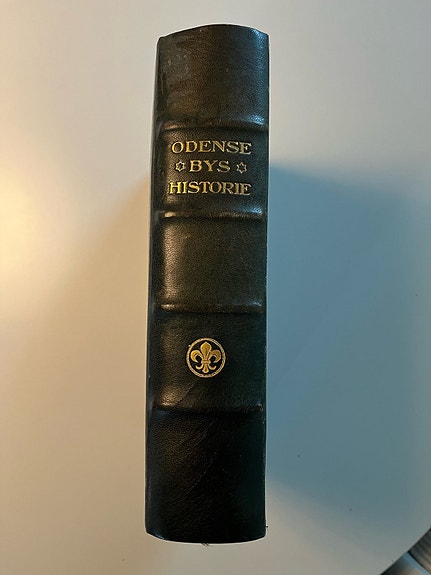 ODENSE
✡ BYS ✡
HISTORIE